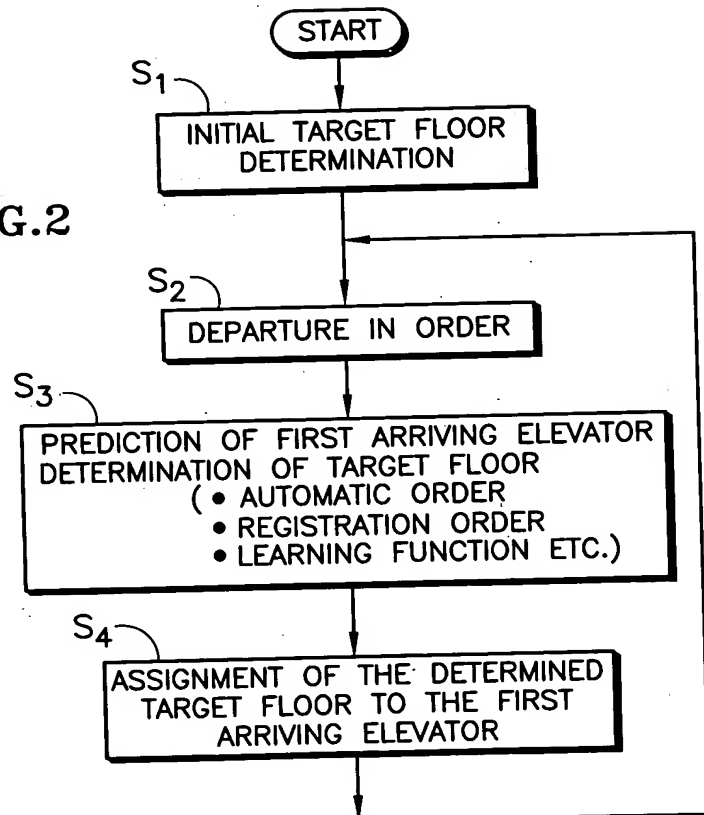 START
S1
INITIAL TARGET FLOOR
DETERMINATION
G.2
S2
DEPARTURE IN ORDER
S3
PREDICTION OF FIRST ARRIVING ELEVATOR
DETERMINATION OF TARGET FLOOR
( • AUTOMATIC ORDER
• REGISTRATION ORDER
• LEARNING FUNCTION ETC.)
S4
ASSIGNMENT OF THE DETERMINED
TARGET FLOOR TO THE FIRST
ARRIVING ELEVATOR